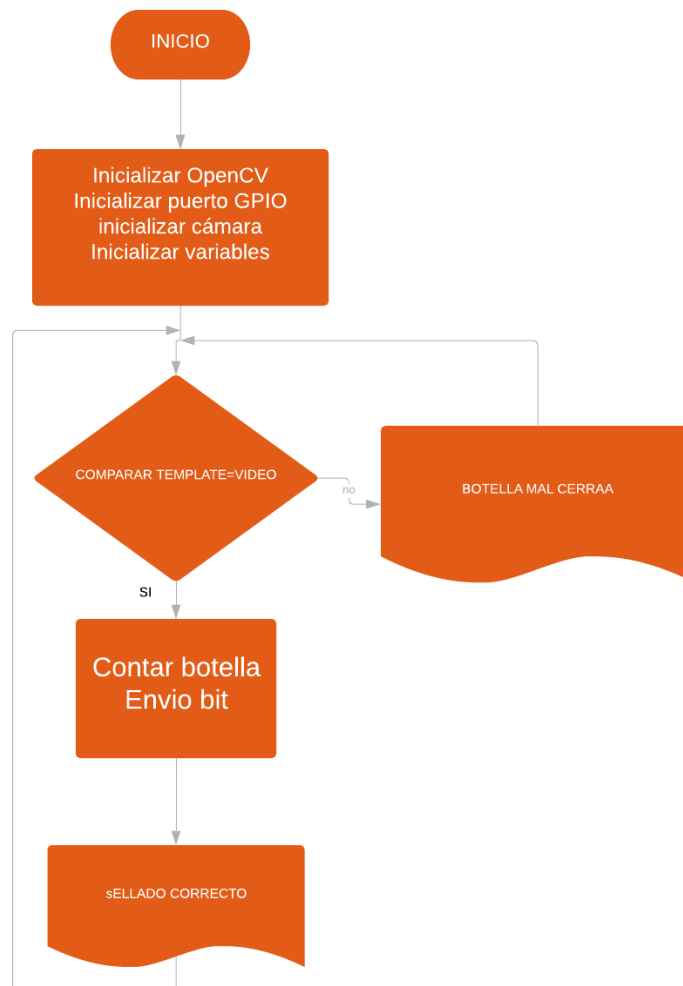 INICIO
Inicializar OpenCV
Inicializar puerto GPIO
inicializar cámara
Inicializar variables
COMPARAR TEMPLATE=VIDEO
no
BOTELLA MAL CERRAA
SI
Contar botella
Envio bit
sELLADO CORRECTO